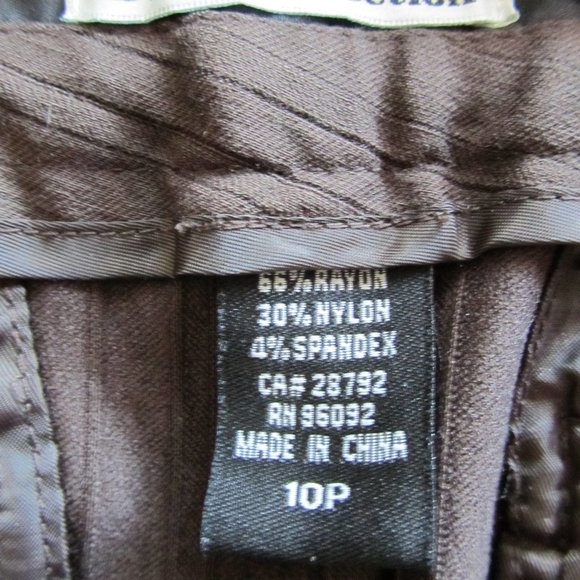 66% RAYON
30% NYLON
4% SPANDEX
CA# 28792
RN 96092
MADE IN CHINA
10P